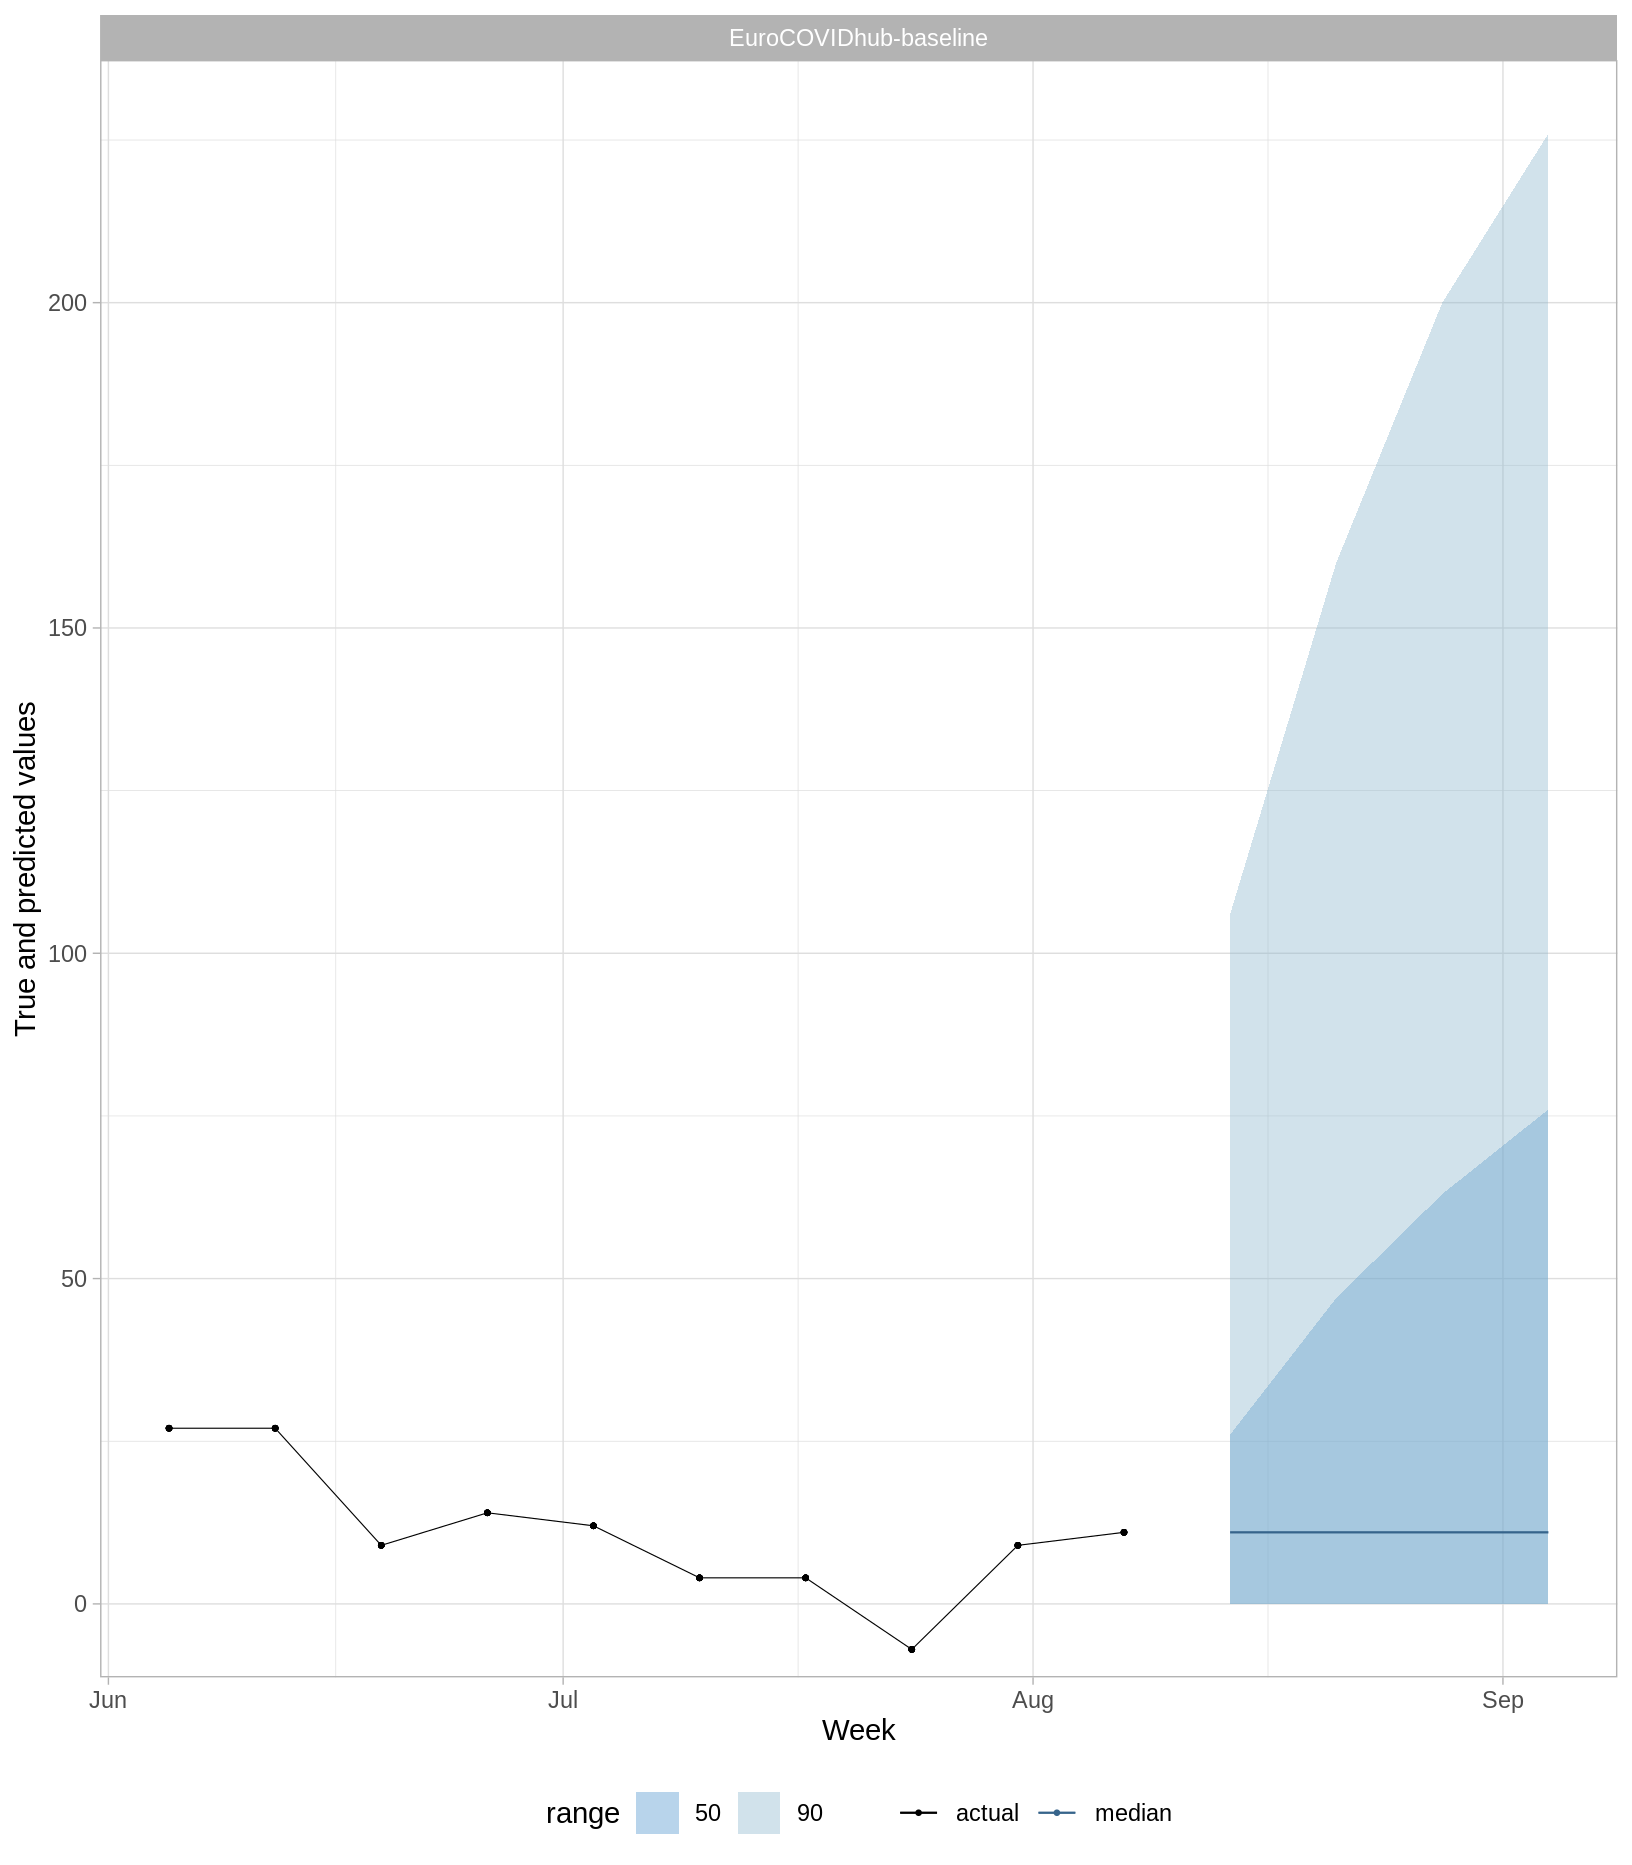 EuroCOVIDhub-baseline
True and predicted values
200
150
100
50
0
Jun Jul Aug Sep
Week
range 50 90 actual median